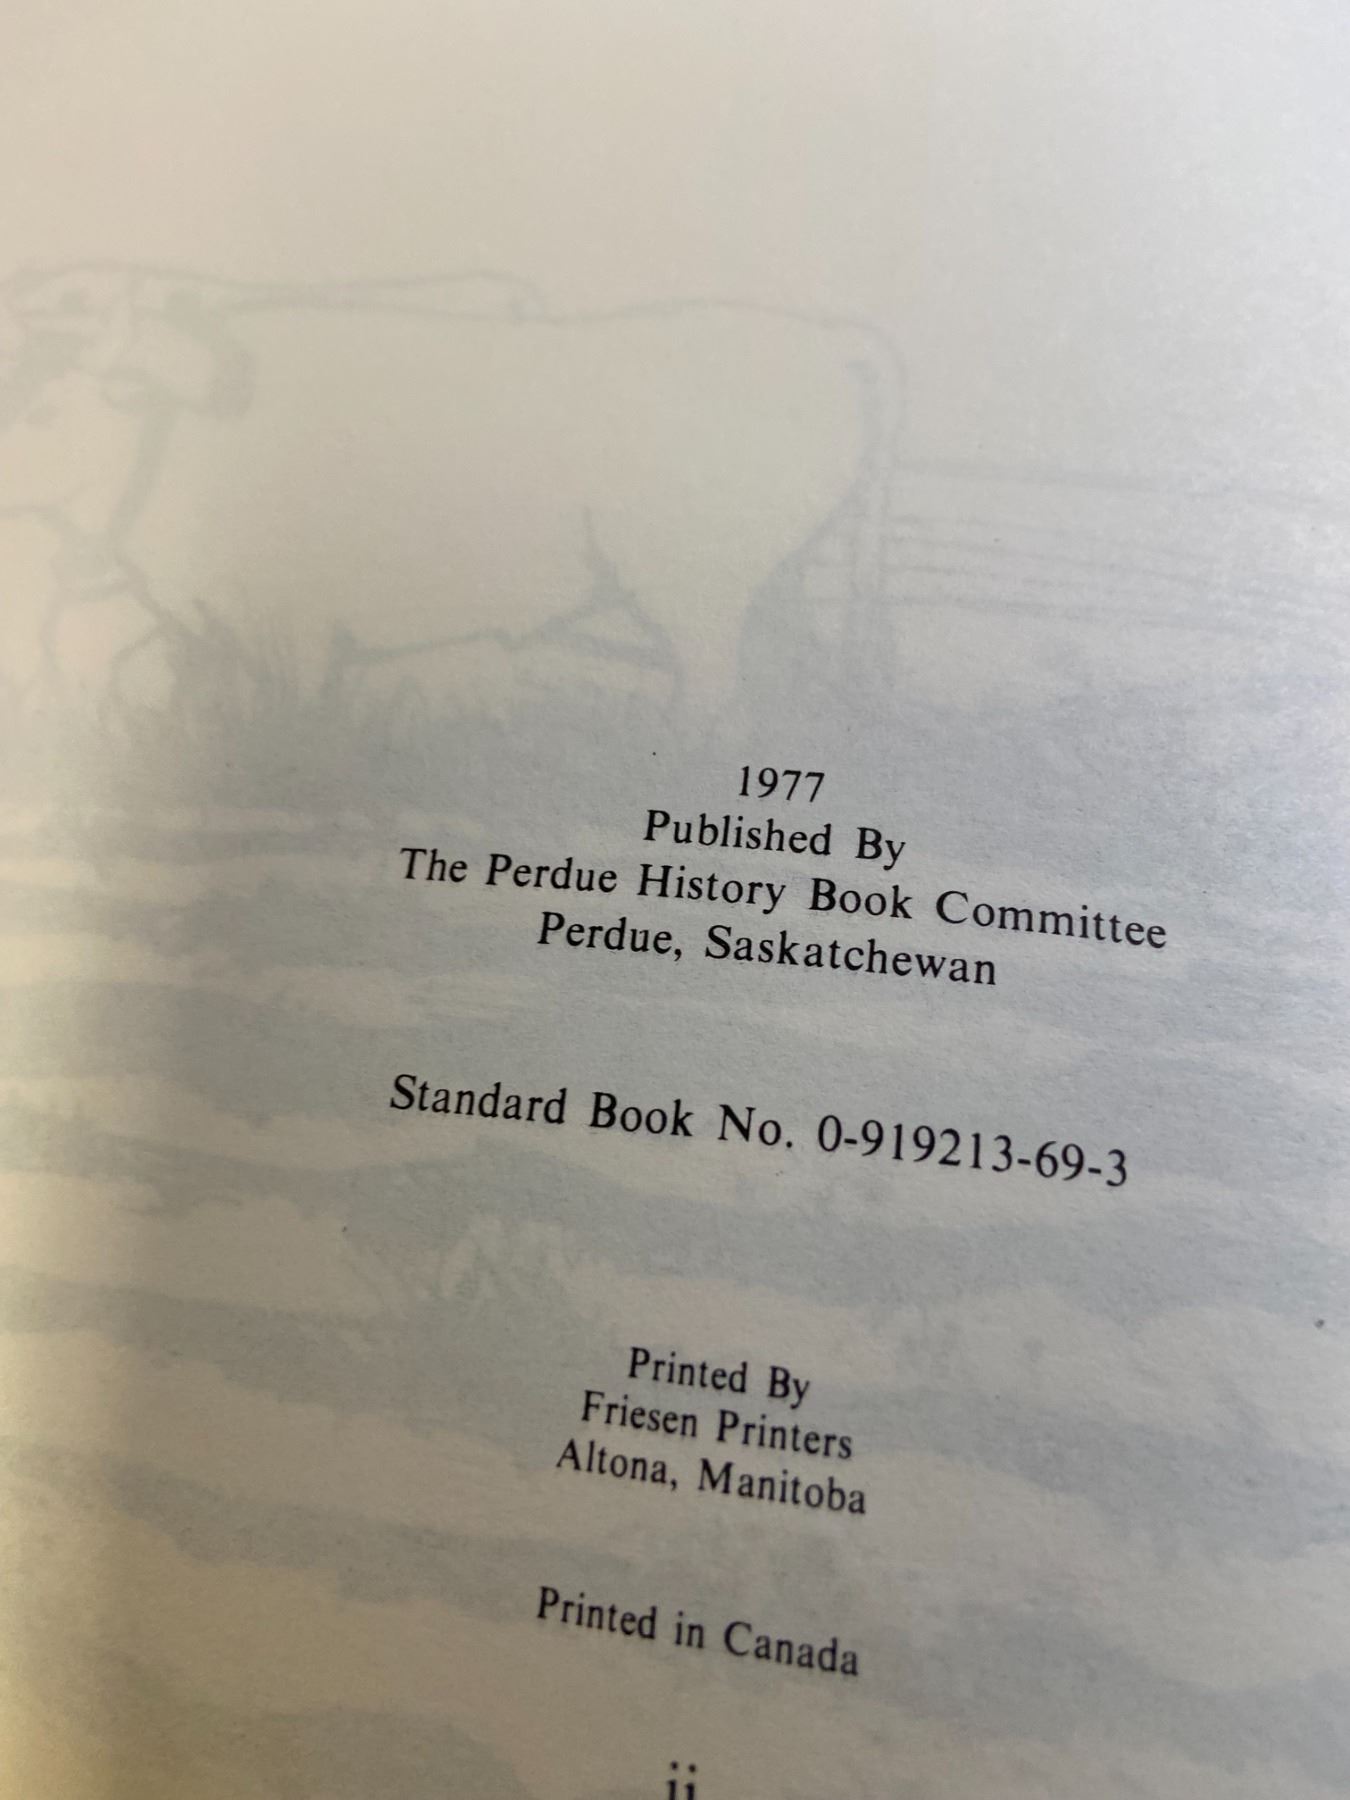 1977
Published By
The Perdue History Book Committee
Perdue, Saskatchewan
Standard Book No. 0-919213-69-3
Printed By
Friesen Printers
Altona, Manitoba
Printed in Canada
ii